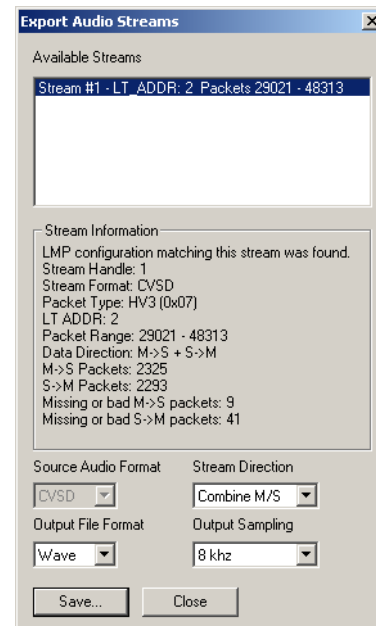 Export Audio Streams
Available Streams
Stream #1 - LT_ADDR: 2 Packets 29021 - 48313
Stream Information
LMP configuration matching this stream was found.
Stream Handle: 1
Stream Format: CVSD
Packet Type: HV3 (0x07)
LT ADDR: 2
Packet Range: 29021 - 48313
Data Direction: M->S + S->M
M->S Packets: 2325
S->M Packets: 2293
Missing or bad M->S packets: 9
Missing or bad S->M packets: 41
Source Audio Format Stream Direction
CVSD Combine M/S
Output File Format Output Sampling
Wave 8 khz
Save... Close